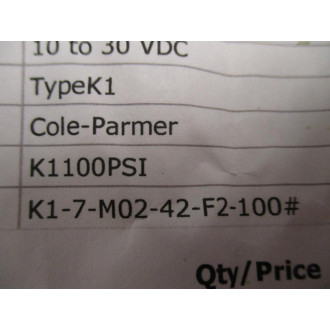 10 to 30 VDC
TypeK1
Cole-Parmer
K1100PSI
K1-7-M02-42-F2-100#
Qty/Price